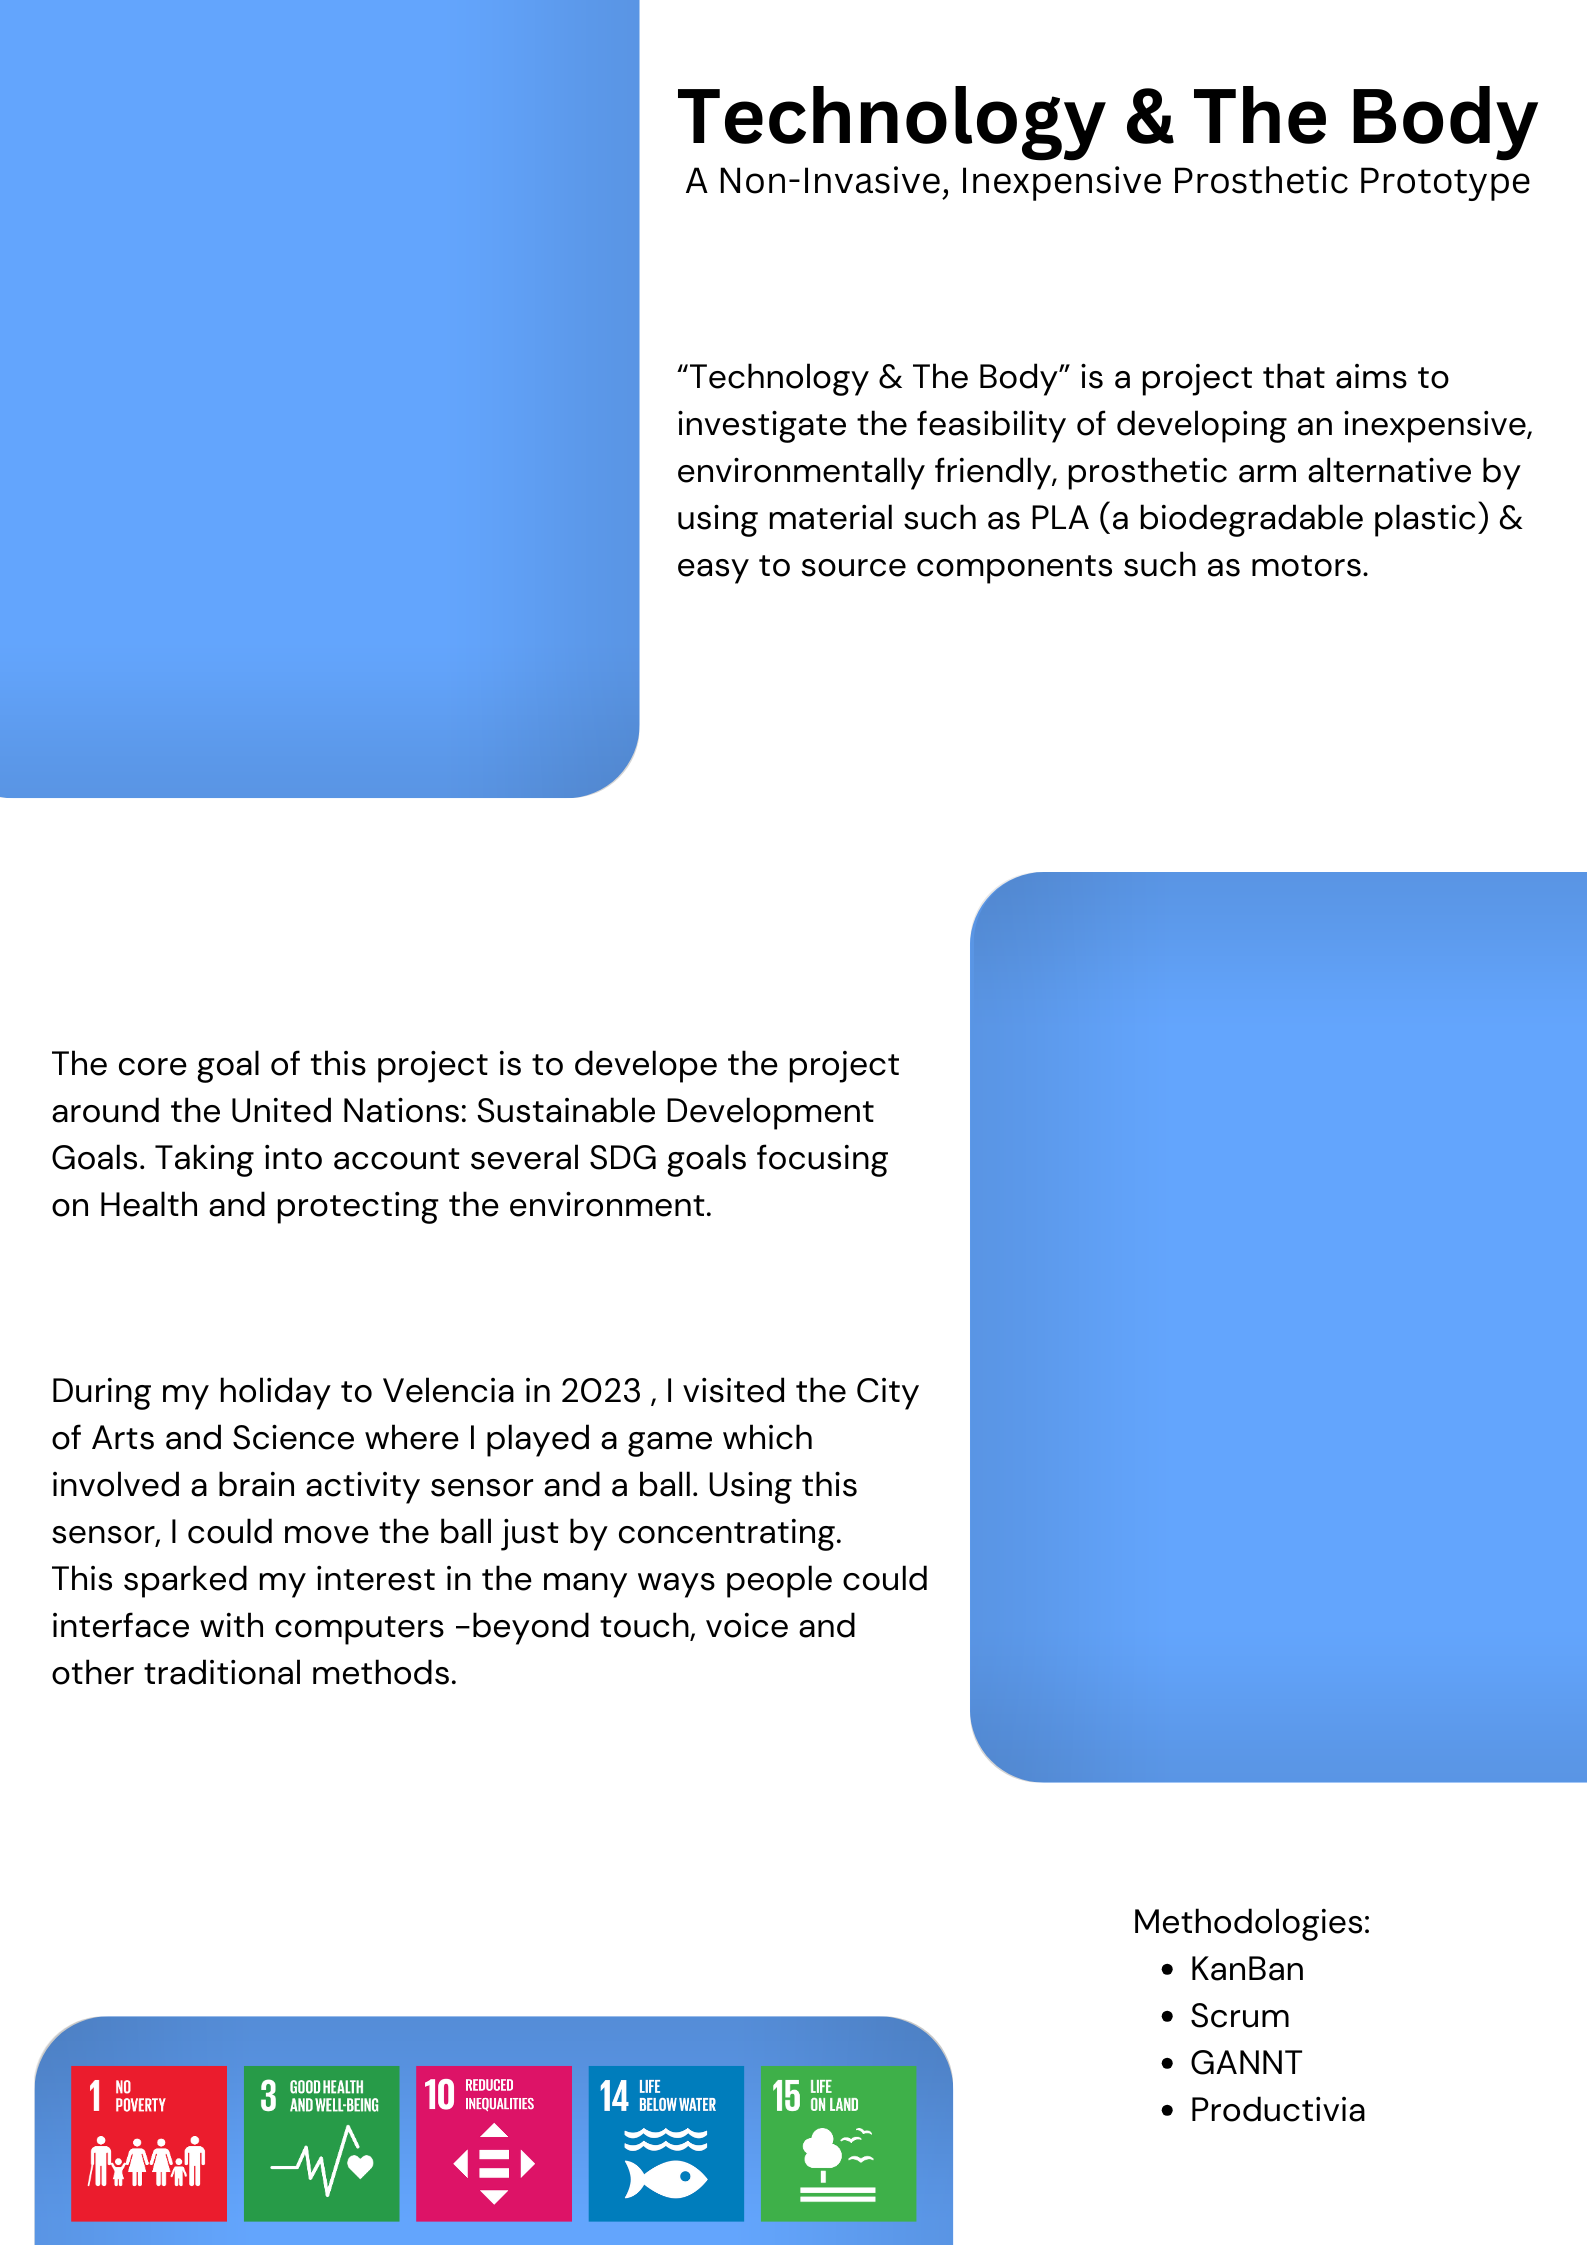 Technology & The Body
A Non-Invasive, Inexpensive Prosthetic Prototype
“Technology & The Body” is a project that aims to
investigate the feasibility of developing an inexpensive,
environmentally friendly, prosthetic arm alternative by
using material such as PLA (a biodegradable plastic) &
easy to source components such as motors.
The core goal of this project is to develope the project
around the United Nations: Sustainable Development
Goals. Taking into account several SDG goals focusing
on Health and protecting the environment.
During my holiday to Velencia in 2023 , I visited the City
of Arts and Science where I played a game which
involved a brain activity sensor and a ball. Using this
sensor, I could move the ball just by concentrating.
This sparked my interest in the many ways people could
interface with computers -beyond touch, voice and
other traditional methods.
Methodologies:
• KanBan
• Scrum
• GANNT
• Productivia
1 NO
POVERTY
3 GOOD HEALTH
AND WELL-BEING
10 REDUCED
INEQUALITIES
14 LIFE
BELOW WATER
15 LIFE
ON LAND